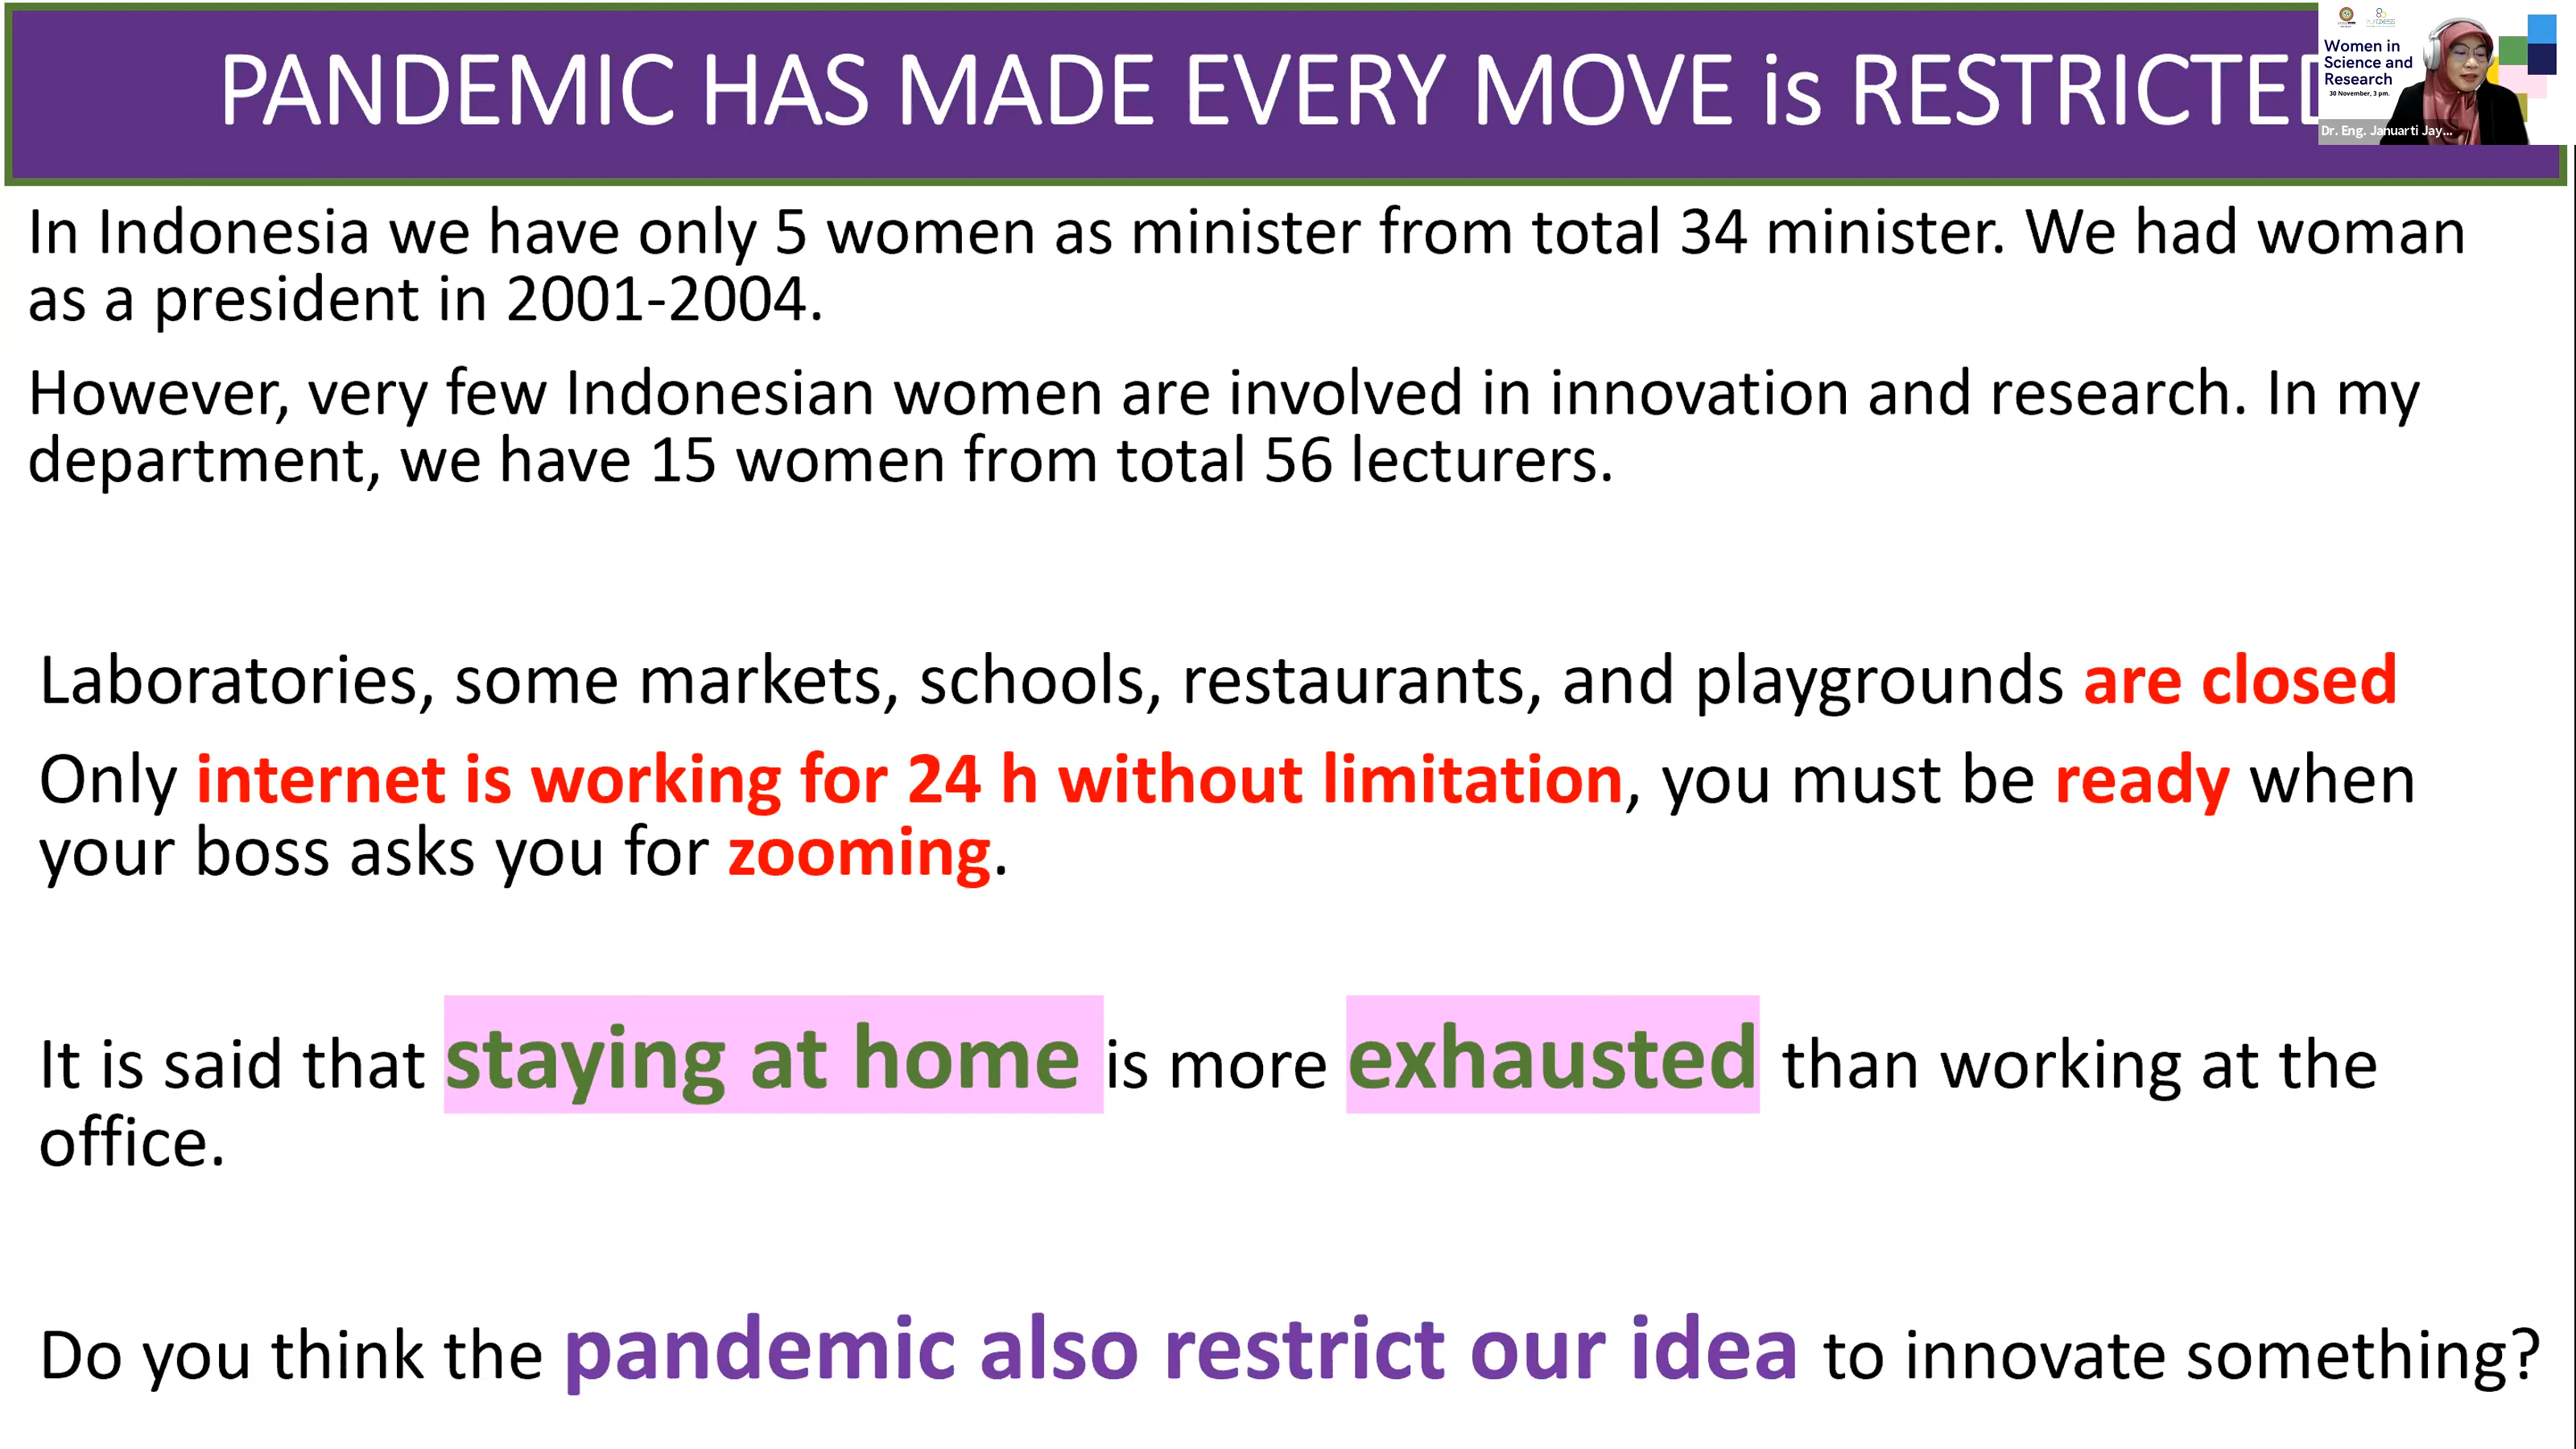 PANDEMIC HAS MADE EVERY MOVE is RESTRICTED
Women in
Science and
Research
30 November, 3 pm.
Dr. Eng. Januarti Jay...
In Indonesia we have only 5 women as minister from total 34 minister. We had woman
as a president in 2001-2004.
However, very few Indonesian women are involved in innovation and research. In my
department, we have 15 women from total 56 lecturers.
Laboratories, some markets, schools, restaurants, and playgrounds are closed
Only internet is working for 24 h without limitation, you must be ready when
your boss asks you for zooming.
It is said that staying at home is more exhausted than working at the
office.
Do you think the pandemic also restrict our idea to innovate something?